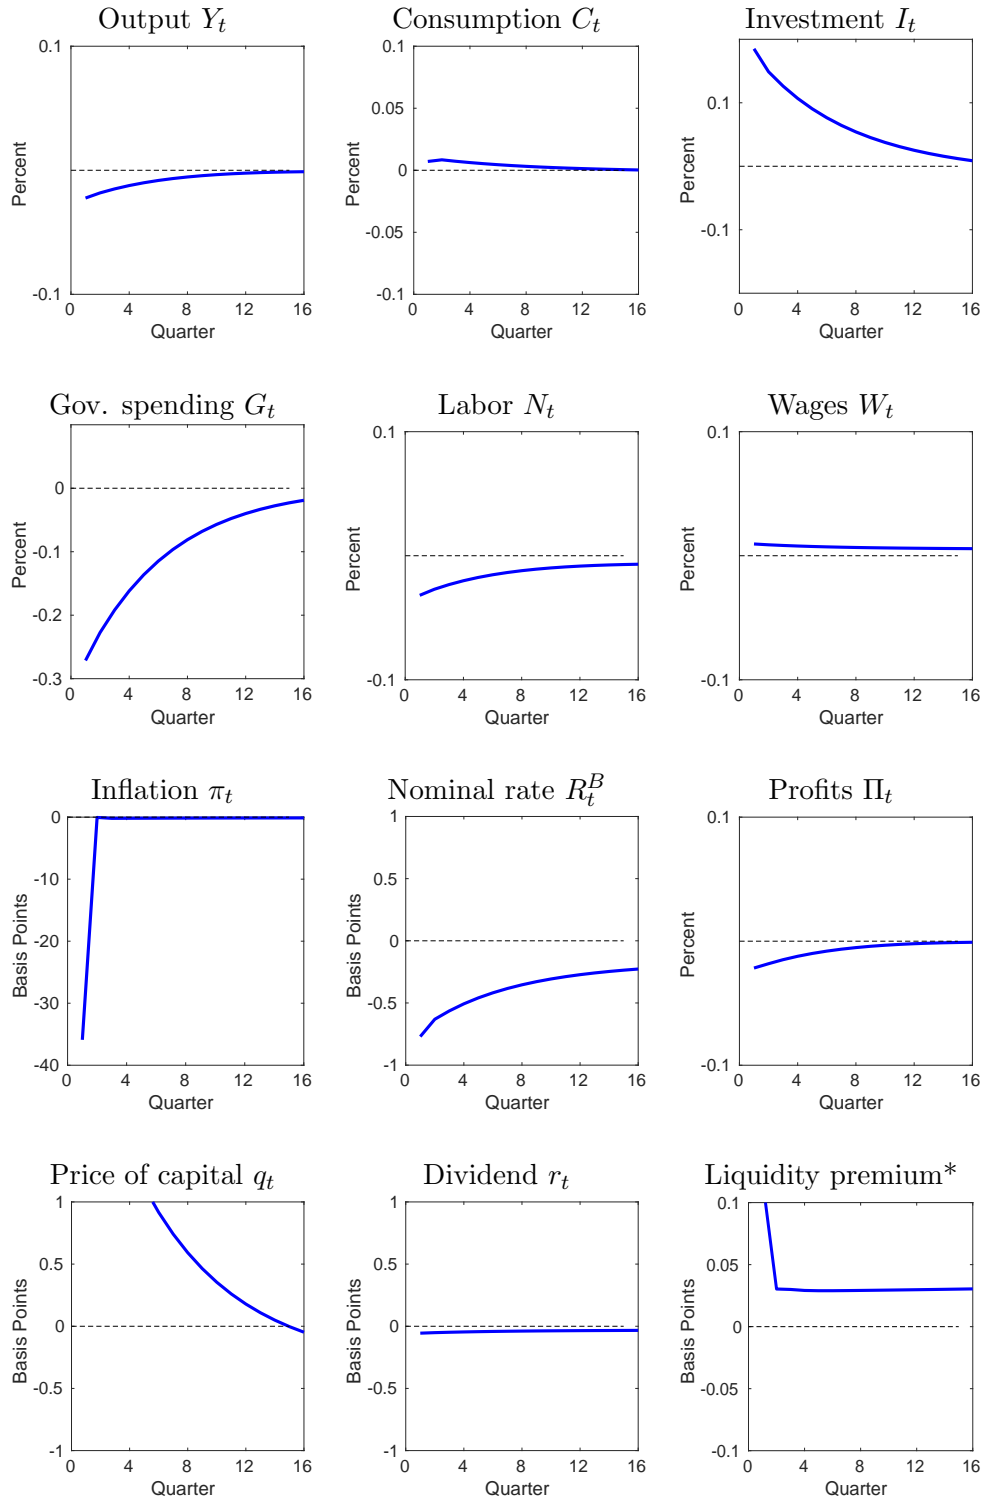 Output Y_t
0.1
0
-0.1
Percent
0 4 8 12 16
Quarter
Consumption C_t
0.1
0.05
0
-0.05
-0.1
Percent
0 4 8 12 16
Quarter
Investment I_t
0.1
-0.1
Percent
0 4 8 12 16
Quarter
Gov. spending G_t
0
-0.1
-0.2
-0.3
Percent
0 4 8 12 16
Quarter
Labor N_t
0.1
-0.1
Percent
0 4 8 12 16
Quarter
Wages W_t
0.1
-0.1
Percent
0 4 8 12 16
Quarter
Inflation π_t
0
-10
-20
-30
-40
Basis Points
0 4 8 12 16
Quarter
Nominal rate R_t^B
1
0.5
0
-0.5
-1
Basis Points
0 4 8 12 16
Quarter
Profits Π_t
0.1
-0.1
Percent
0 4 8 12 16
Quarter
Price of capital q_t
1
0.5
0
-0.5
-1
Basis Points
0 4 8 12 16
Quarter
Dividend r_t
1
0.5
0
-0.5
-1
Basis Points
0 4 8 12 16
Quarter
Liquidity premium*
0.1
0.05
0
-0.05
-0.1
Basis Points
0 4 8 12 16
Quarter